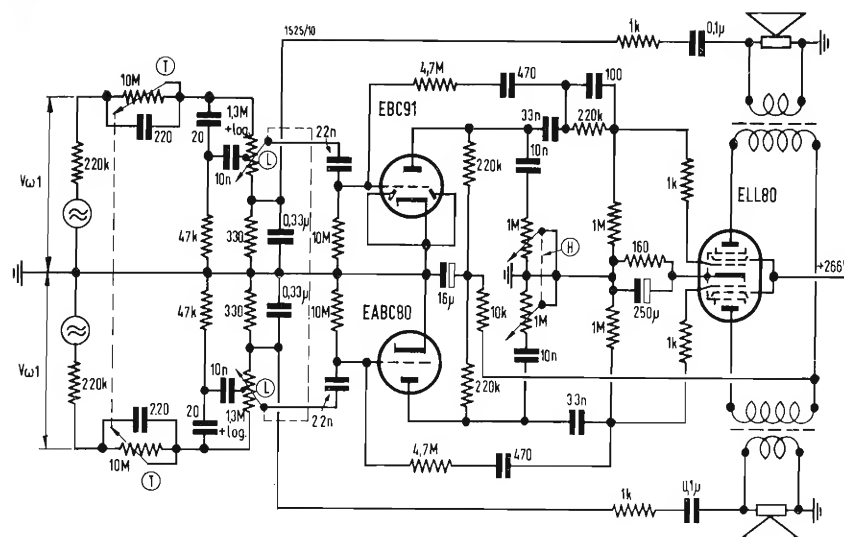 1525/10
1k
0,1µ
T
10M
4,7M
470
100
EBC91
220
20
1,3M
+log.
22n
33n
220k
10n
220k
10n
L
220k
1k
ELL80
Vω1
47k
330
0,33µ
10M
1M
1M
160
H
+266V
16µ
47k
330
0,33µ
10M
EABC80
10k
1M
250µ
1M
1k
Vω1
220k
10n
L
10n
220k
220
20
1,3M
+log.
22n
33n
10M
T
4,7M
470
1k
0,1µ